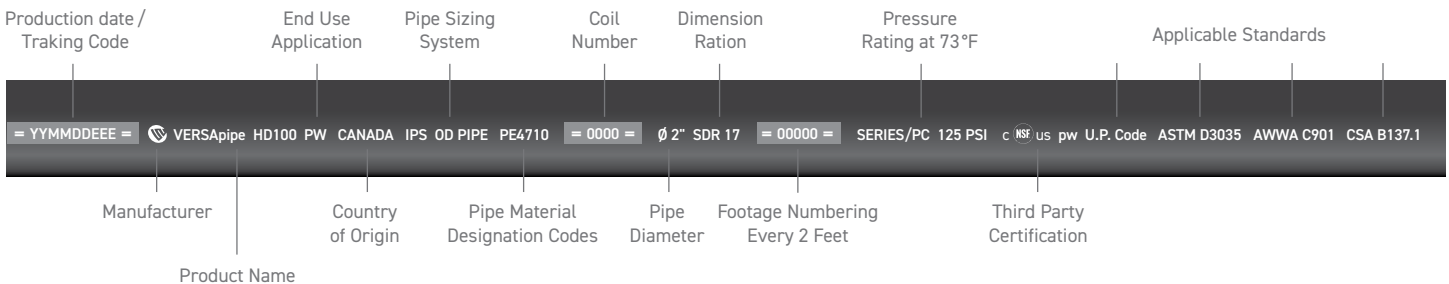 Production date /
Traking Code
End Use
Application
Pipe Sizing
System
Coil
Number
Dimension
Ration
Pressure
Rating at 73°F
Applicable Standards
= YYMMDDEEE = VERSApipe HD100 PW CANADA IPS OD PIPE PE4710 = 0000 = Ø 2" SDR 17 = 00000 = SERIES/PC 125 PSI c NSF us pw U.P. Code ASTM D3035 AWWA C901 CSA B137.1
Manufacturer
Product Name
Country
of Origin
Pipe Material
Designation Codes
Pipe
Diameter
Footage Numbering
Every 2 Feet
Third Party
Certification